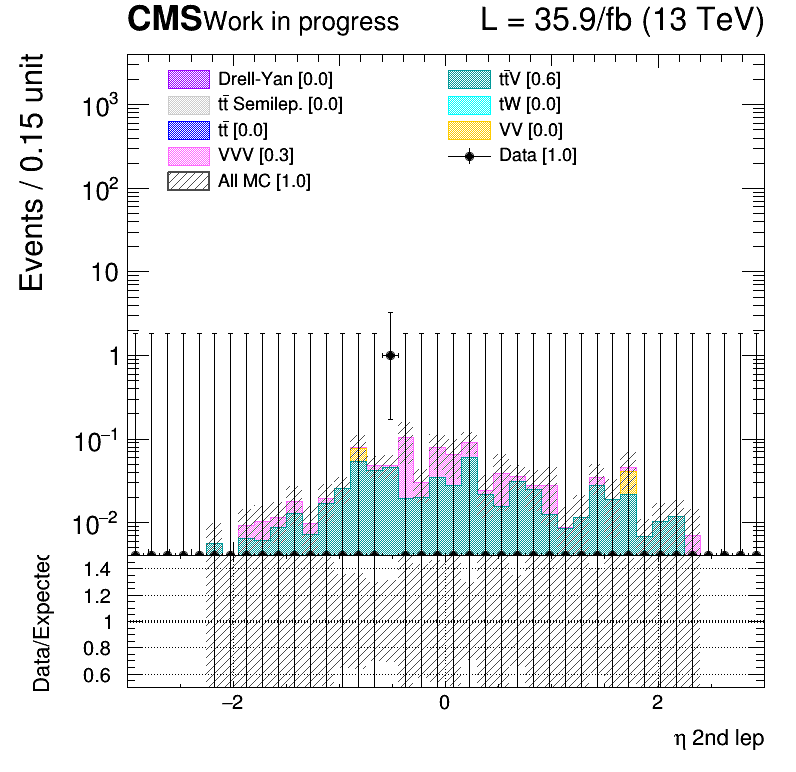 CMS Work in progress L = 35.9/fb (13 TeV)
Events / 0.15 unit
Drell-Yan [0.0]
tt̄ Semilep. [0.0]
tt̄ [0.0]
VVV [0.3]
All MC [1.0]
tt̄V [0.6]
tW [0.0]
VV [0.0]
Data [1.0]
10³
10²
10
1
10⁻¹
10⁻²
Data/Expected
1.4
1.2
1
0.8
0.6
−2 0 2
η 2nd lep